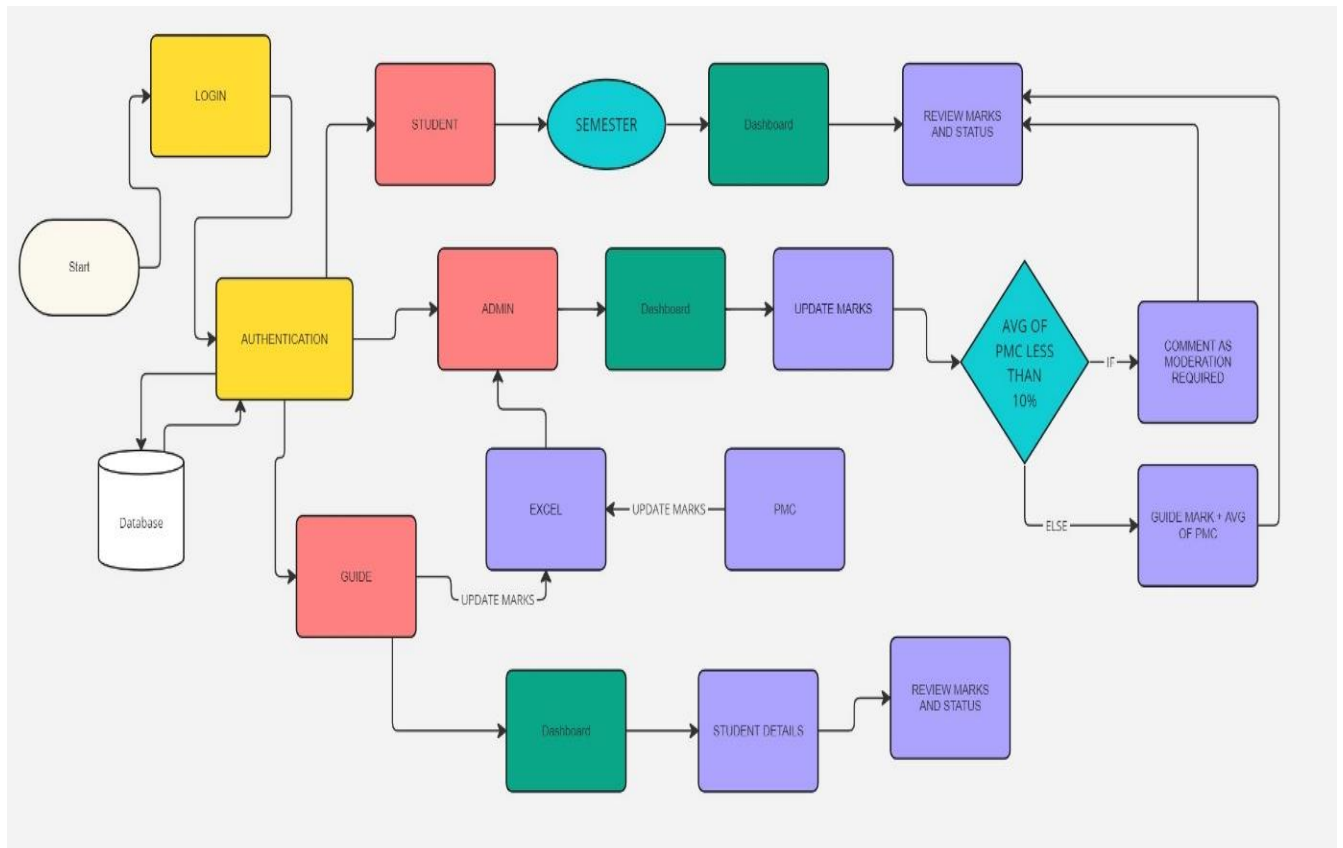 LOGIN
STUDENT
SEMESTER
Dashboard
REVIEW MARKS
AND STATUS
Start
AUTHENTICATION
ADMIN
Dashboard
UPDATE MARKS
AVG OF
PMC LESS
THAN
10%
IF
COMMENT AS
MODERATION
REQUIRED
Database
EXCEL
UPDATE MARKS
PMC
ELSE
GUIDE MARK + AVG
OF PMC
GUIDE
UPDATE MARKS
Dashboard
STUDENT DETAILS
REVIEW MARKS
AND STATUS